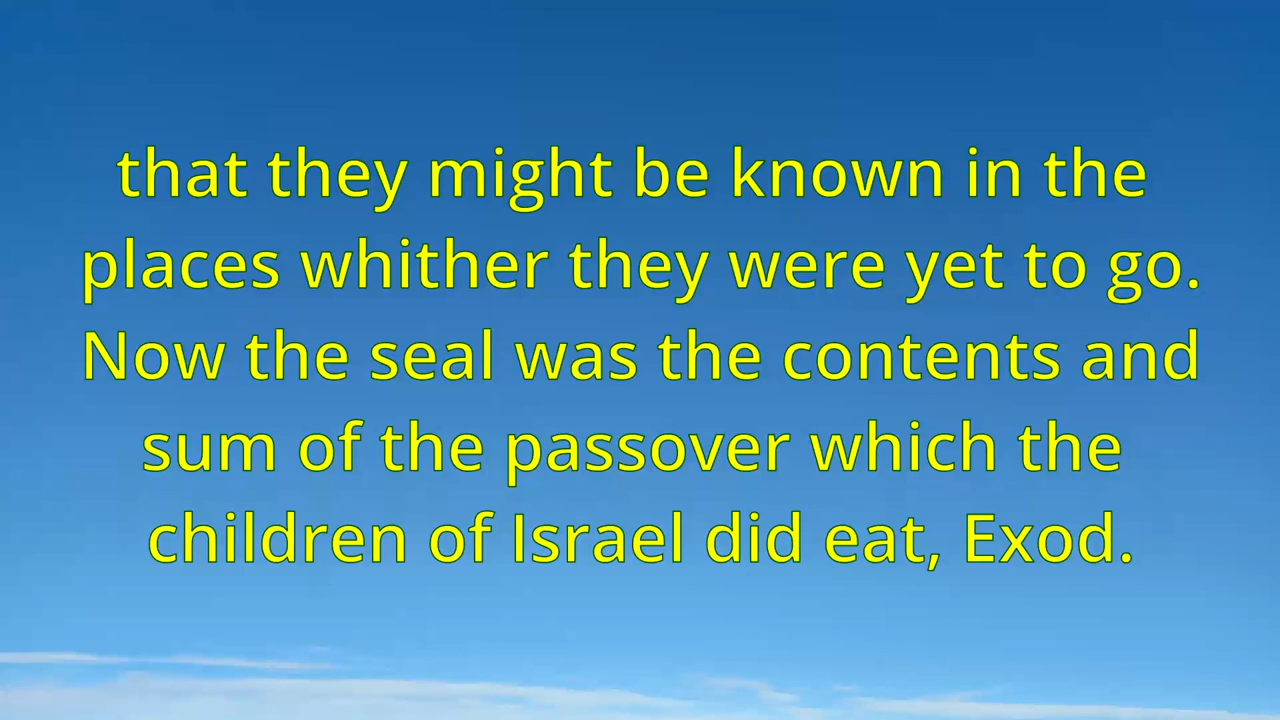 that they might be known in the
places whither they were yet to go.
Now the seal was the contents and
sum of the passover which the
children of Israel did eat, Exod.